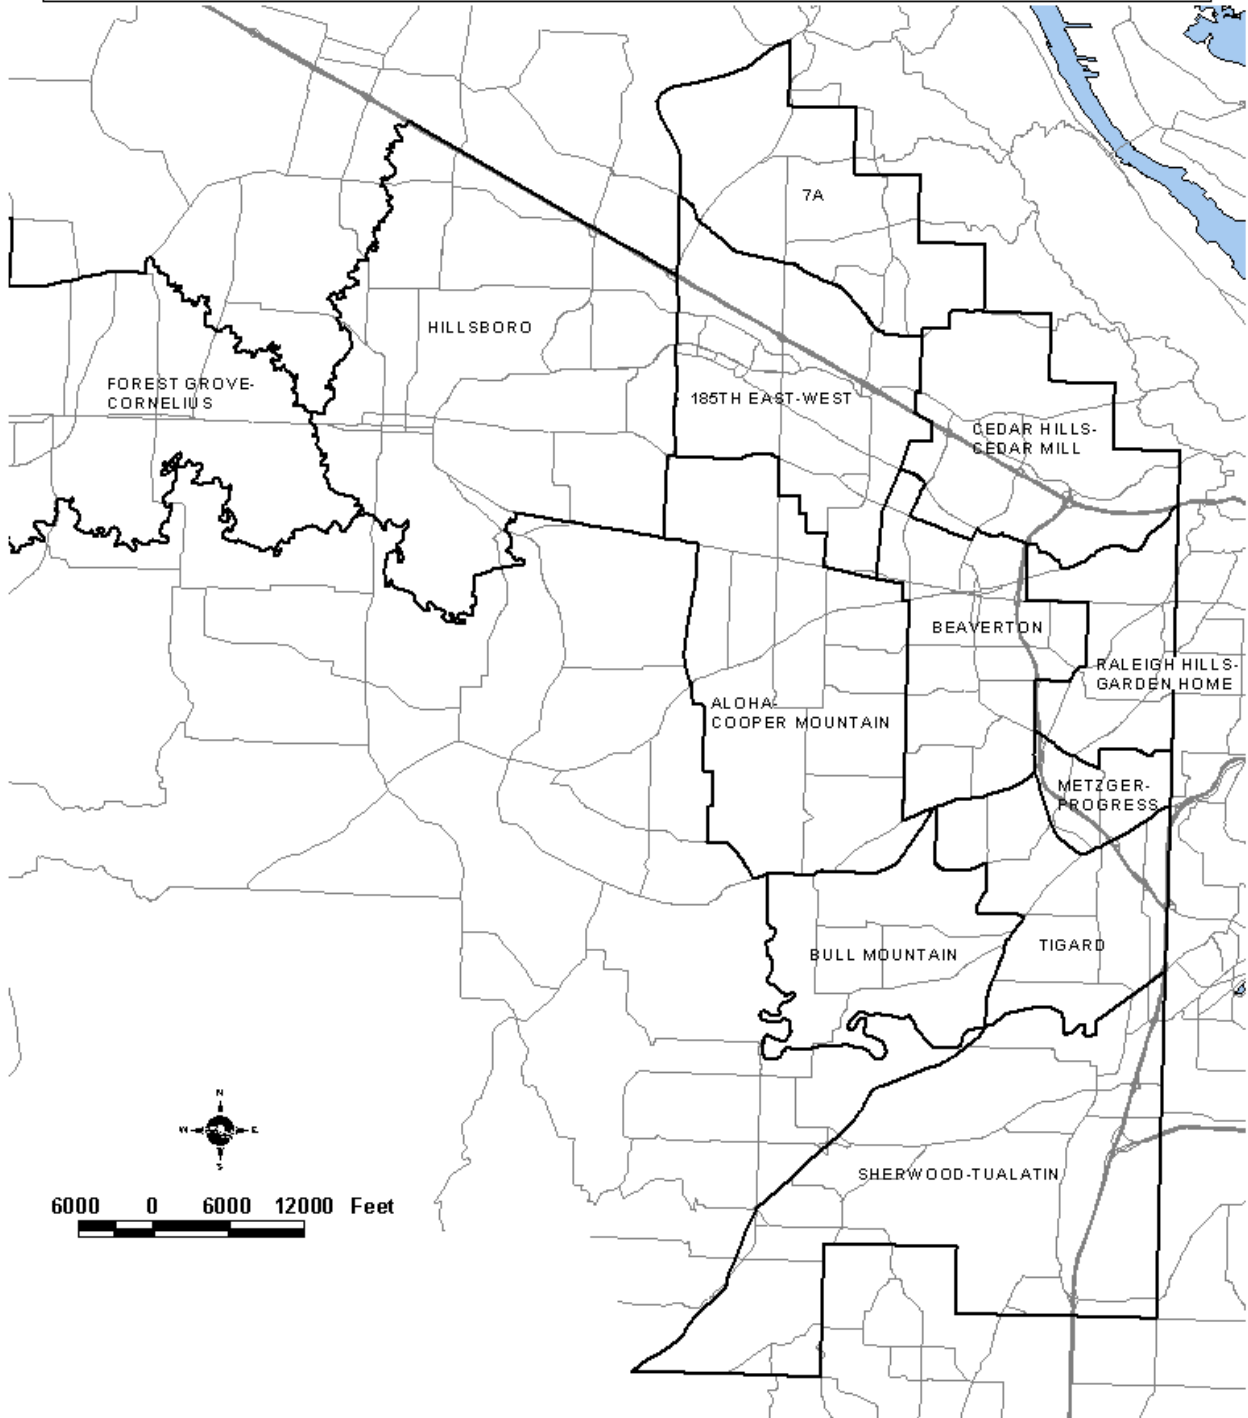 7A
HILLSBORO
FOREST GROVE-
CORNELIUS
185TH EAST-WEST
CEDAR HILLS-
CEDAR MILL
BEAVERTON
RALEIGH HILLS-
GARDEN HOME
ALOHA-
COOPER MOUNTAIN
METZGER-
PROGRESS
BULL MOUNTAIN
TIGARD
N
W E
S
SHERWOOD-TUALATIN
6000 0 6000 12000 Feet